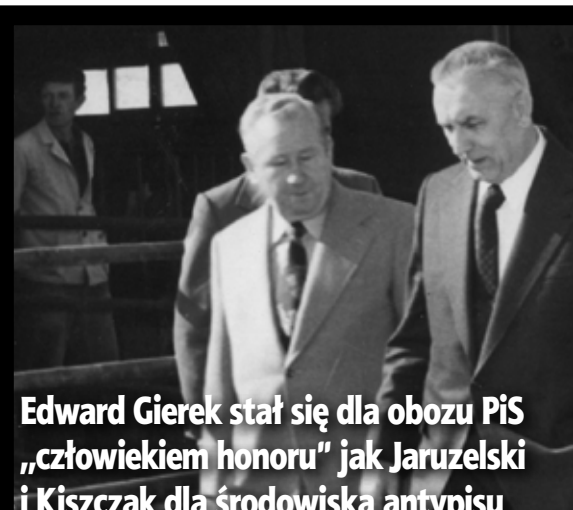 Edward Gierek stał się dla obozu PiS
„człowiekiem honoru” jak Jaruzelski
i Kiszczak dla środowiska antypisu